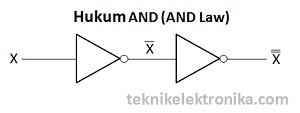 Hukum AND (AND Law)
X X̅ X̿
teknikelektronika.com